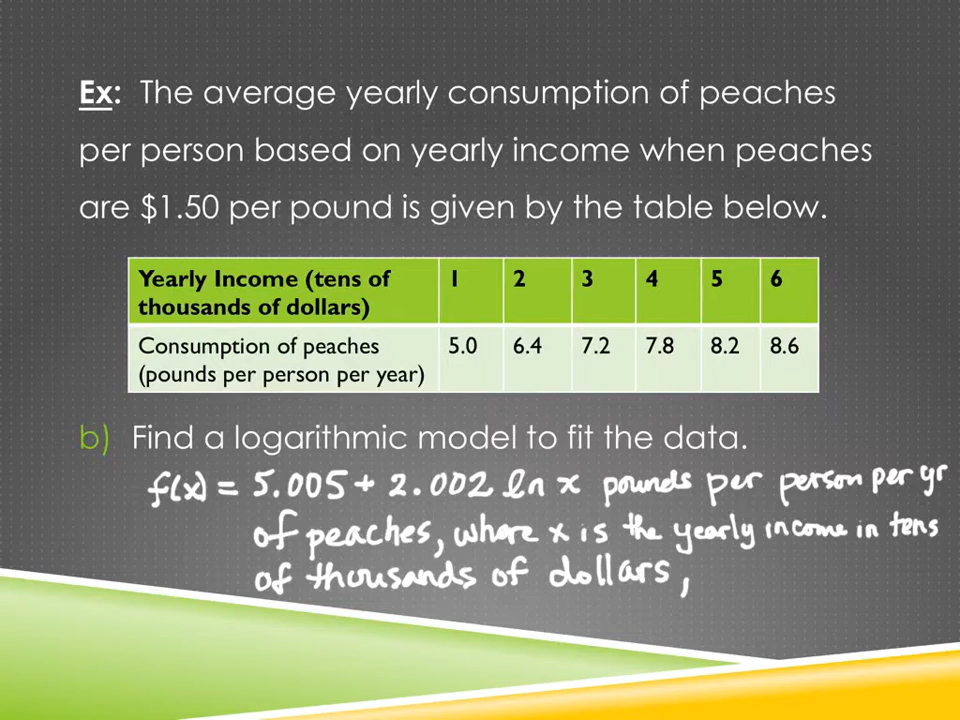 Ex: The average yearly consumption of peaches
per person based on yearly income when peaches
are $1.50 per pound is given by the table below.
Yearly Income (tens of thousands of dollars) 1 2 3 4 5 6
Consumption of peaches (pounds per person per year) 5.0 6.4 7.2 7.8 8.2 8.6
b) Find a logarithmic model to fit the data.
f(x) = 5.005 + 2.002 ln x pounds per person per yr
of peaches, where x is the yearly income in tens
of thousands of dollars,